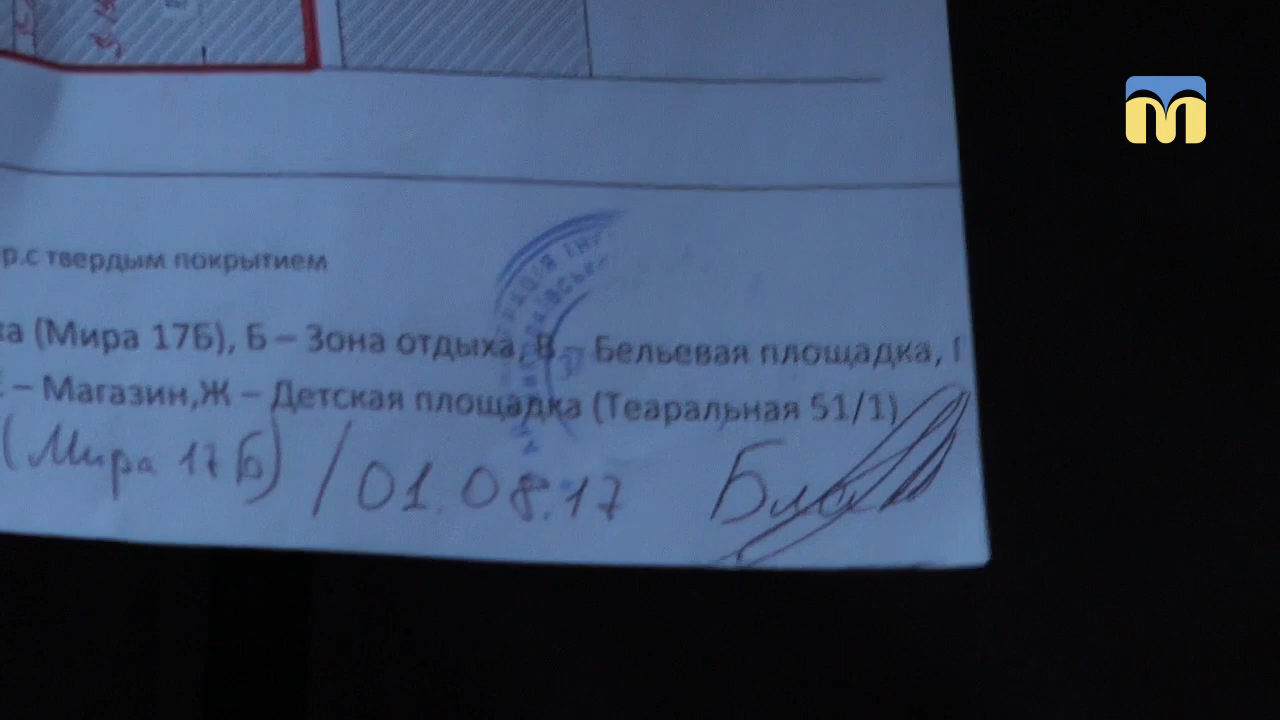 р.с твердым покрытием
ка (Мира 17Б), Б – Зона отдыха, В – Бельевая площадка, Г
Е – Магазин,Ж – Детская площадка (Теаральная 51/1)
(Мира 17Б) / 01.08.17